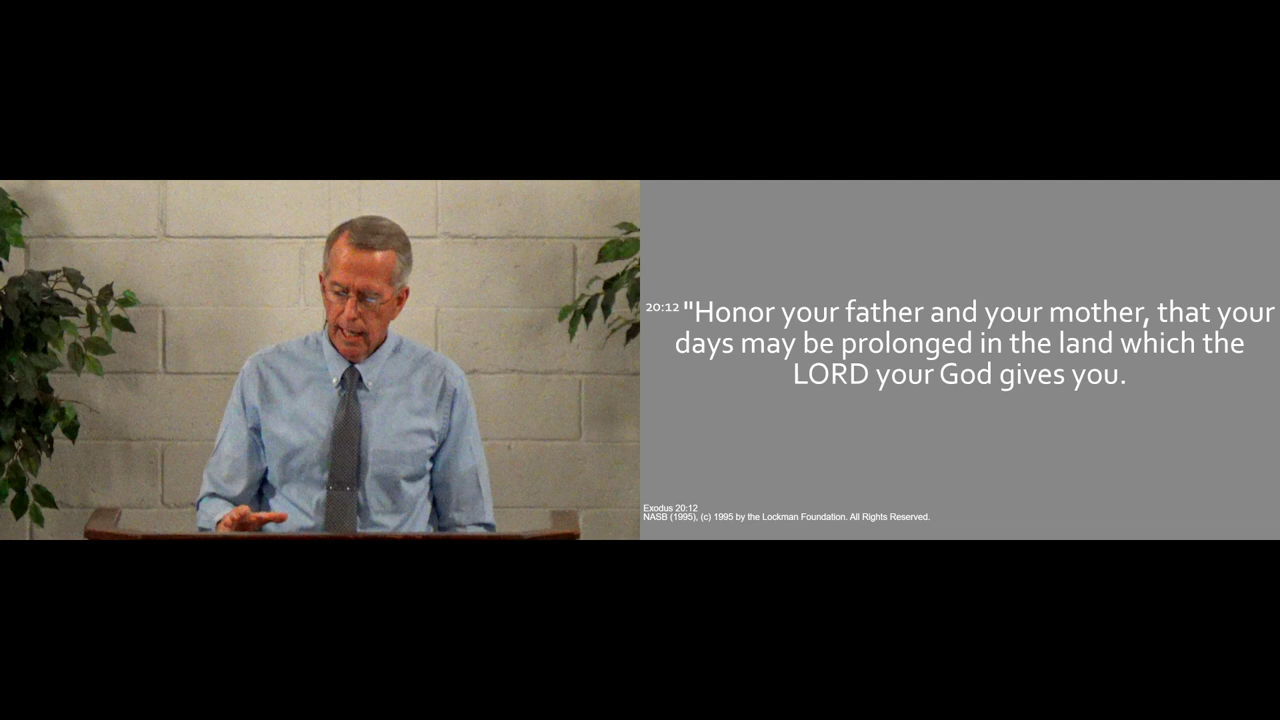 20:12 "Honor your father and your mother, that your
days may be prolonged in the land which the
LORD your God gives you.
Exodus 20:12
NASB (1995), (c) 1995 by the Lockman Foundation. All Rights Reserved.